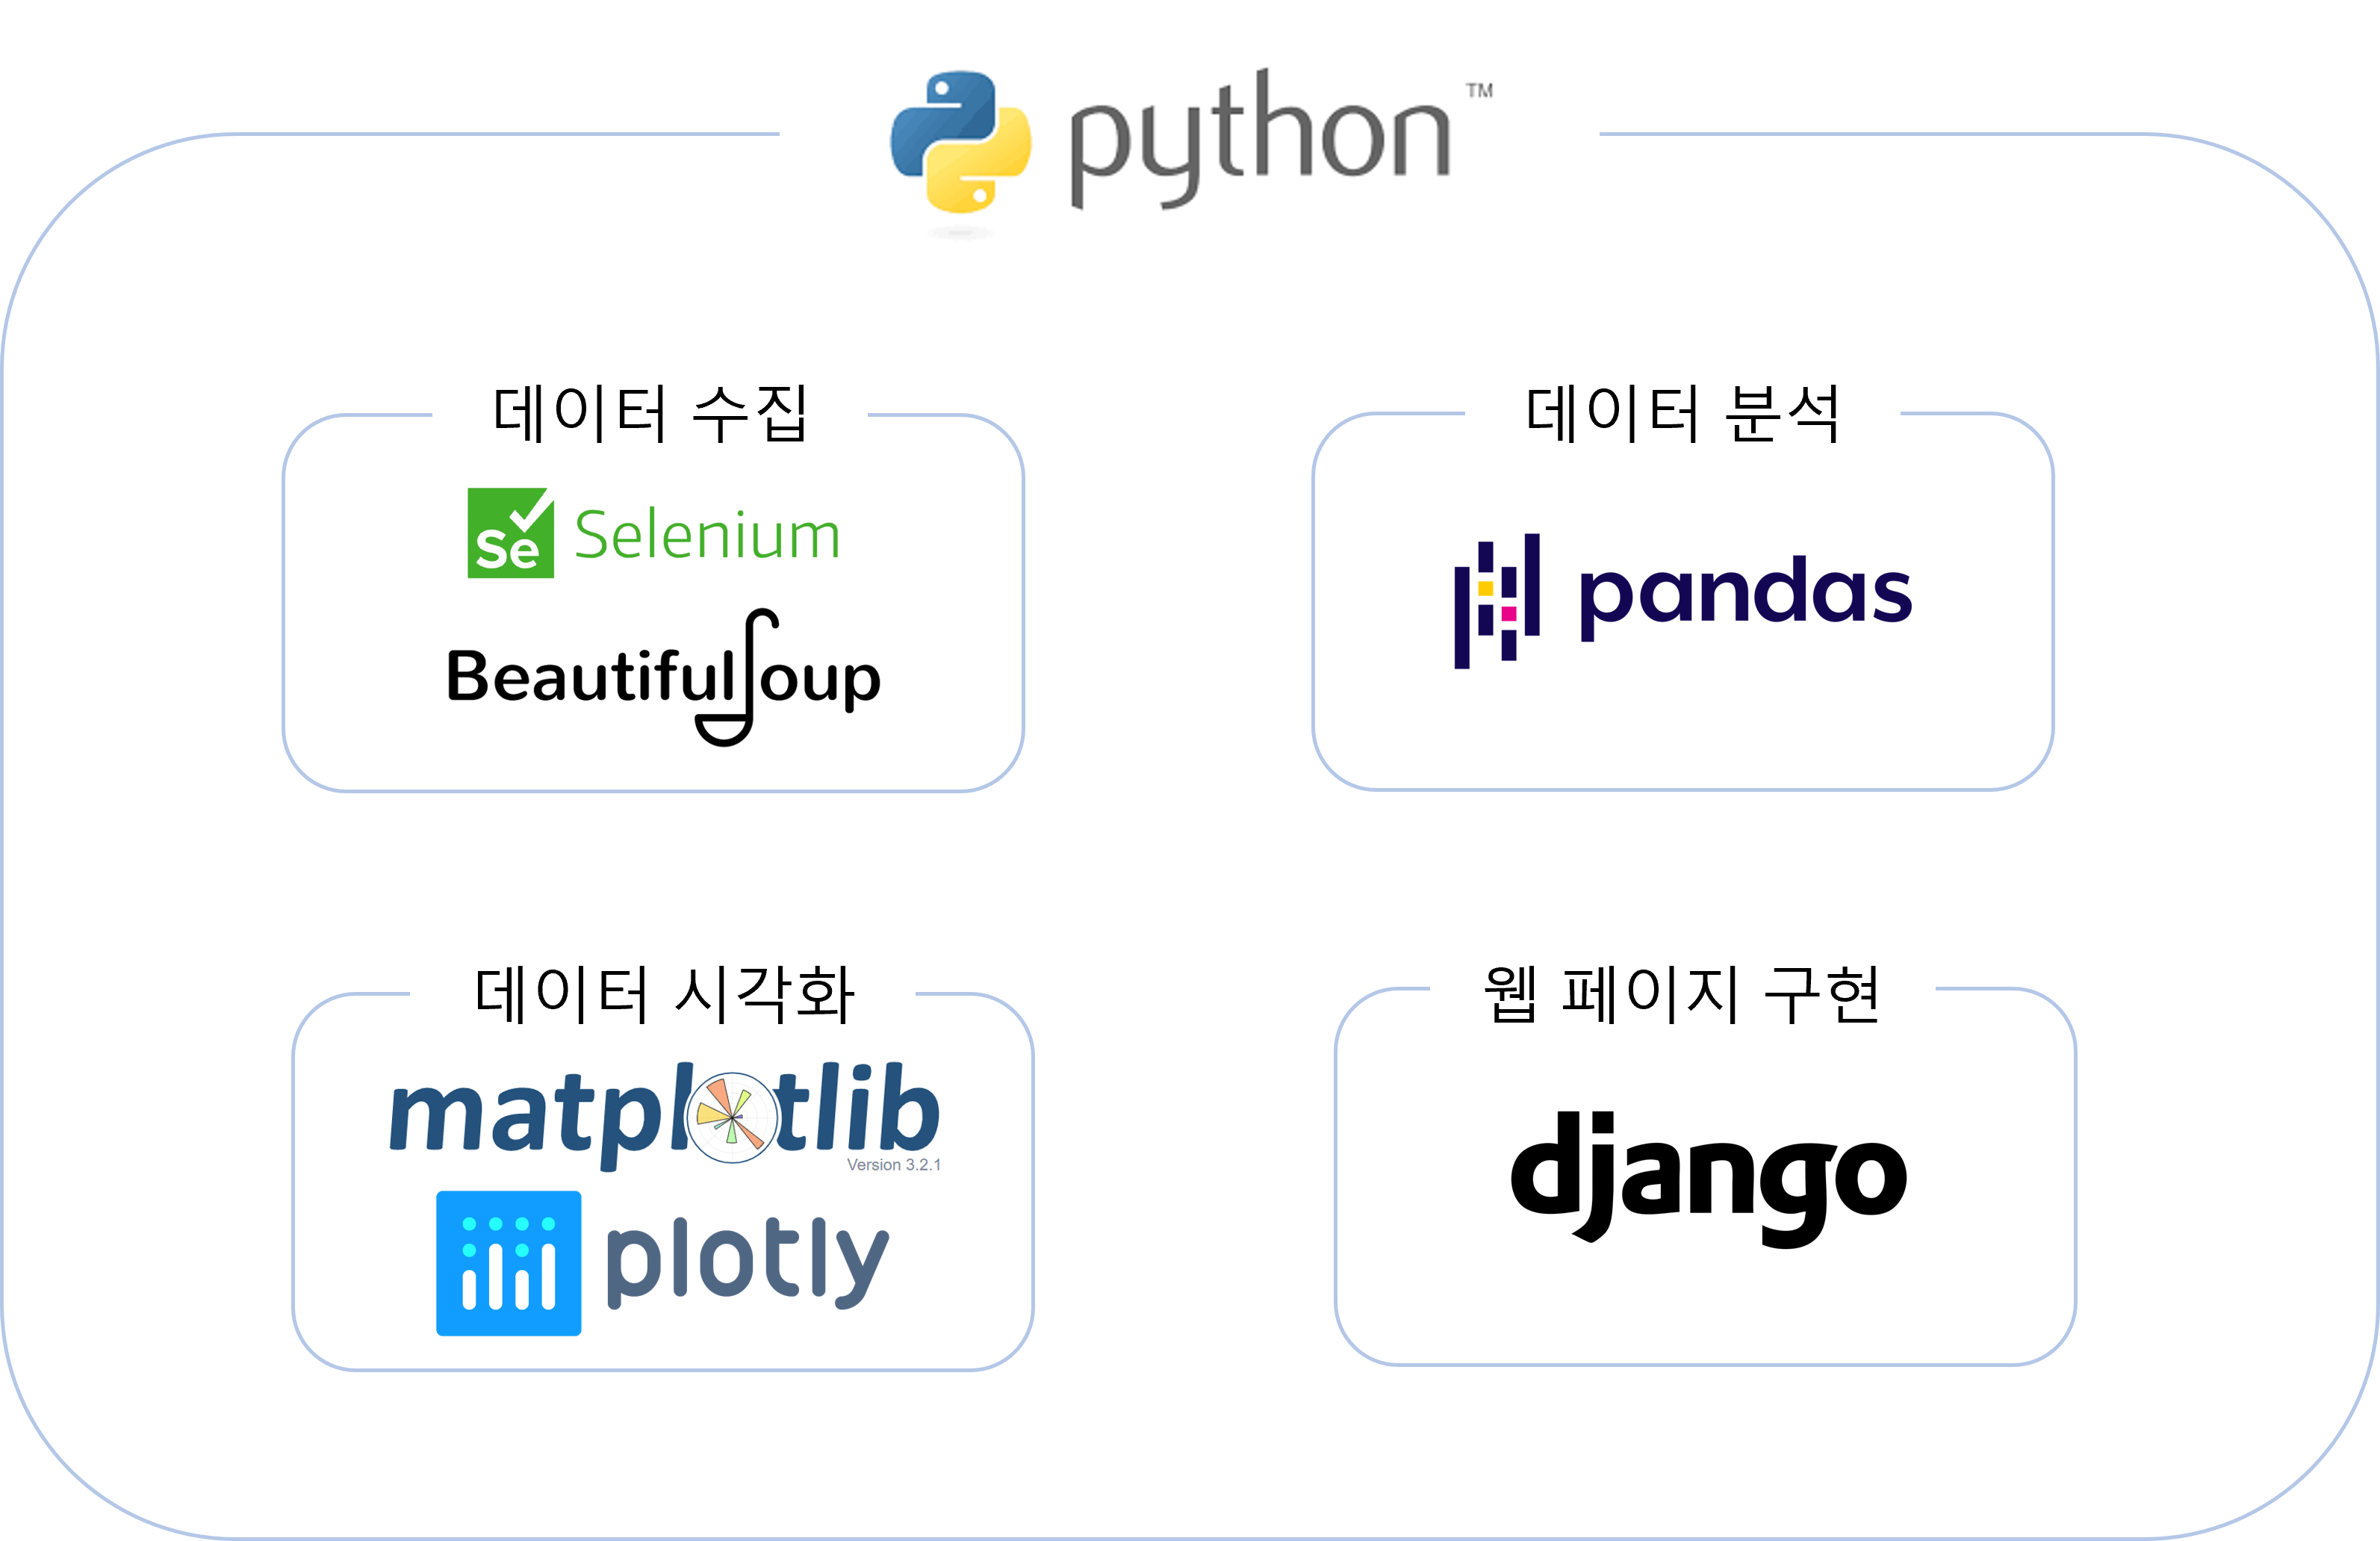 python™
데이터 수집
Se Selenium
BeautifulSoup
데이터 분석
pandas
데이터 시각화
matplotlib
Version 3.2.1
plotly
웹 페이지 구현
django